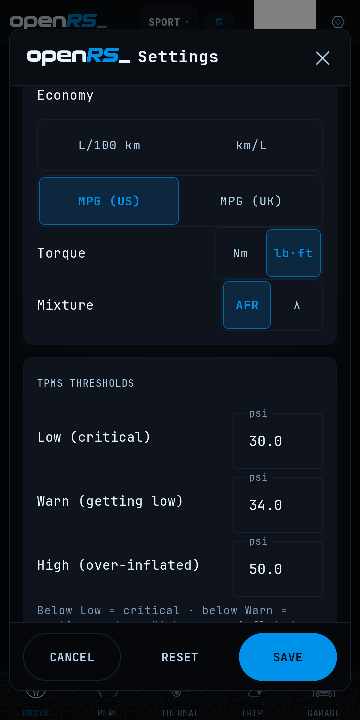 openRS_
SPORT
openRS_ Settings
Economy
L/100 km
km/L
MPG (US)
MPG (UK)
Torque
Nm
lb·ft
Mixture
AFR
λ
TPMS THRESHOLDS
psi
Low (critical)
30.0
psi
Warn (getting low)
34.0
psi
High (over-inflated)
50.0
Below Low = critical · below Warn =
CANCEL
RESET
SAVE
DRIVE
THERMAL
TRIP
GARAGE